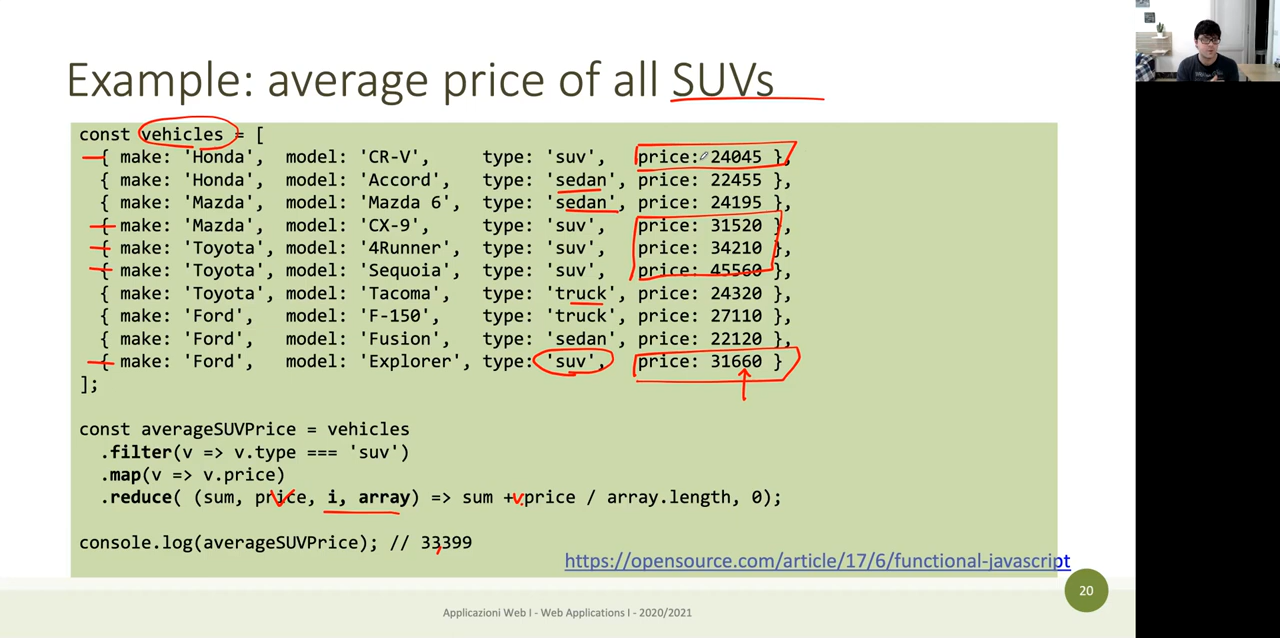 Example: average price of all SUVs
const vehicles = [
{ make: 'Honda', model: 'CR-V', type: 'suv', price: 24045 },
{ make: 'Honda', model: 'Accord', type: 'sedan', price: 22455 },
{ make: 'Mazda', model: 'Mazda 6', type: 'sedan', price: 24195 },
{ make: 'Mazda', model: 'CX-9', type: 'suv', price: 31520 },
{ make: 'Toyota', model: '4Runner', type: 'suv', price: 34210 },
{ make: 'Toyota', model: 'Sequoia', type: 'suv', price: 45560 },
{ make: 'Toyota', model: 'Tacoma', type: 'truck', price: 24320 },
{ make: 'Ford', model: 'F-150', type: 'truck', price: 27110 },
{ make: 'Ford', model: 'Fusion', type: 'sedan', price: 22120 },
{ make: 'Ford', model: 'Explorer', type: 'suv', price: 31660 }
];
const averageSUVPrice = vehicles
.filter(v => v.type === 'suv')
.map(v => v.price)
.reduce( (sum, price, i, array) => sum + v.price / array.length, 0);
console.log(averageSUVPrice); // 33,399
https://opensource.com/article/17/6/functional-javascript
20
Applicazioni Web I - Web Applications I - 2020/2021